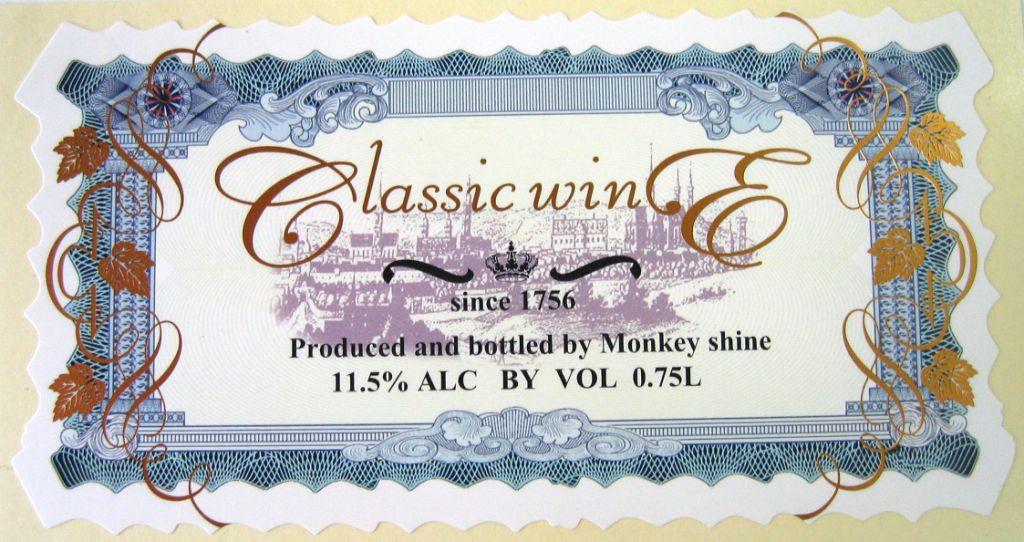 Classic winE
since 1756
Produced and bottled by Monkey shine
11.5% ALC BY VOL 0.75L